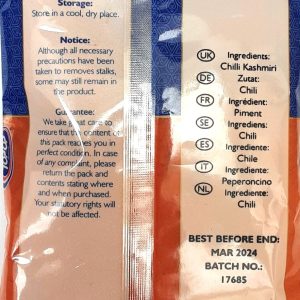 Storage:
Store in a cool, dry place.
Notice:
Although all necessary
precautions have been
taken to removes stalks,
some may still remain in
the product.
Guarantee:
We take great care to
ensure that the content of
this pack reaches you in
perfect condition. In case
of any complaint, please
return the pack and
contents stating where
and when purchased.
Your statutory rights will
not be affected.
UK Ingredients:
Chilli Kashmiri
DE Zutat:
Chili
FR Ingrédient:
Piment
SE Ingrediens:
Chili
ES Ingrediente:
Chile
IT Ingrediente:
Peperoncino
NL Ingrediënt:
Chili
BEST BEFORE END:
MAR 2024
BATCH NO.:
17685